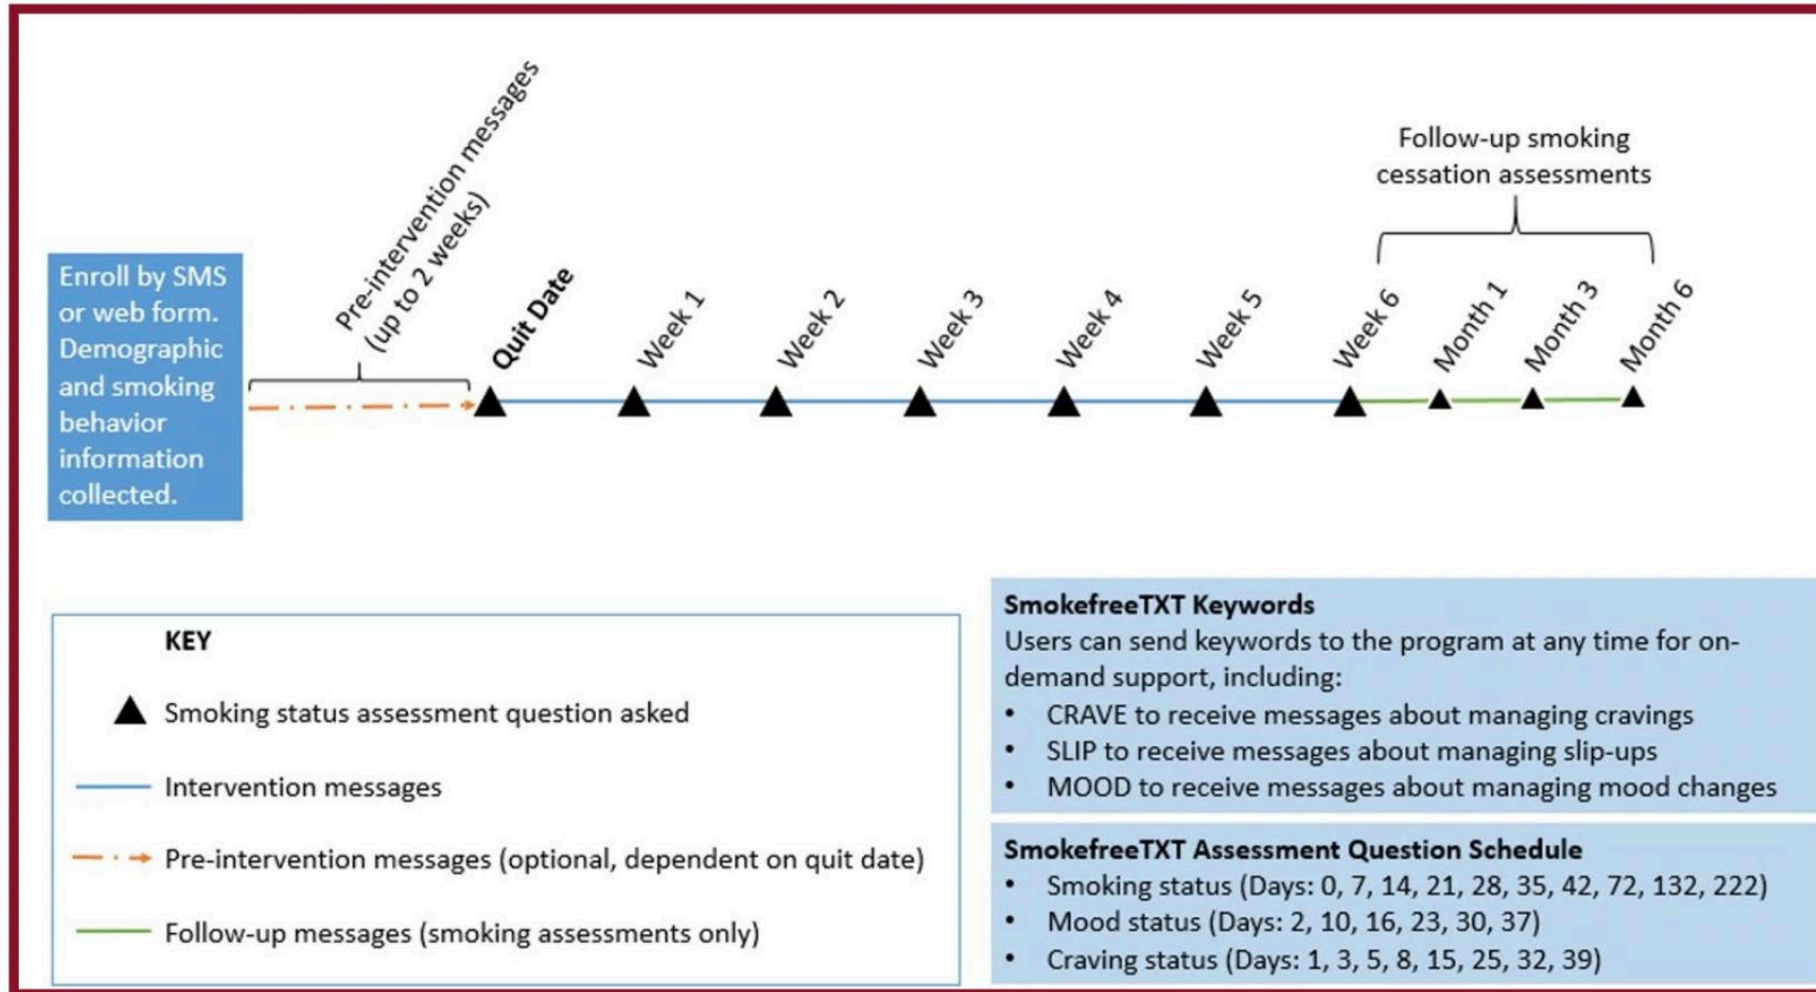 Pre-intervention messages
(up to 2 weeks)
Follow-up smoking
cessation assessments
Enroll by SMS
or web form.
Demographic
and smoking
behavior
information
collected.
Quit Date
Week 1
Week 2
Week 3
Week 4
Week 5
Week 6
Month 1
Month 3
Month 6
KEY
Smoking status assessment question asked
Intervention messages
Pre-intervention messages (optional, dependent on quit date)
Follow-up messages (smoking assessments only)
SmokefreeTXT Keywords
Users can send keywords to the program at any time for on-
demand support, including:
• CRAVE to receive messages about managing cravings
• SLIP to receive messages about managing slip-ups
• MOOD to receive messages about managing mood changes
SmokefreeTXT Assessment Question Schedule
• Smoking status (Days: 0, 7, 14, 21, 28, 35, 42, 72, 132, 222)
• Mood status (Days: 2, 10, 16, 23, 30, 37)
• Craving status (Days: 1, 3, 5, 8, 15, 25, 32, 39)